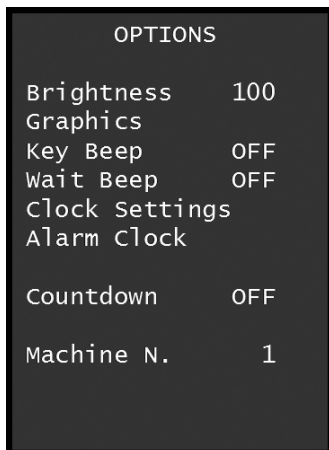 OPTIONS
Brightness 100
Graphics
Key Beep OFF
Wait Beep OFF
Clock Settings
Alarm Clock
Countdown OFF
Machine N. 1